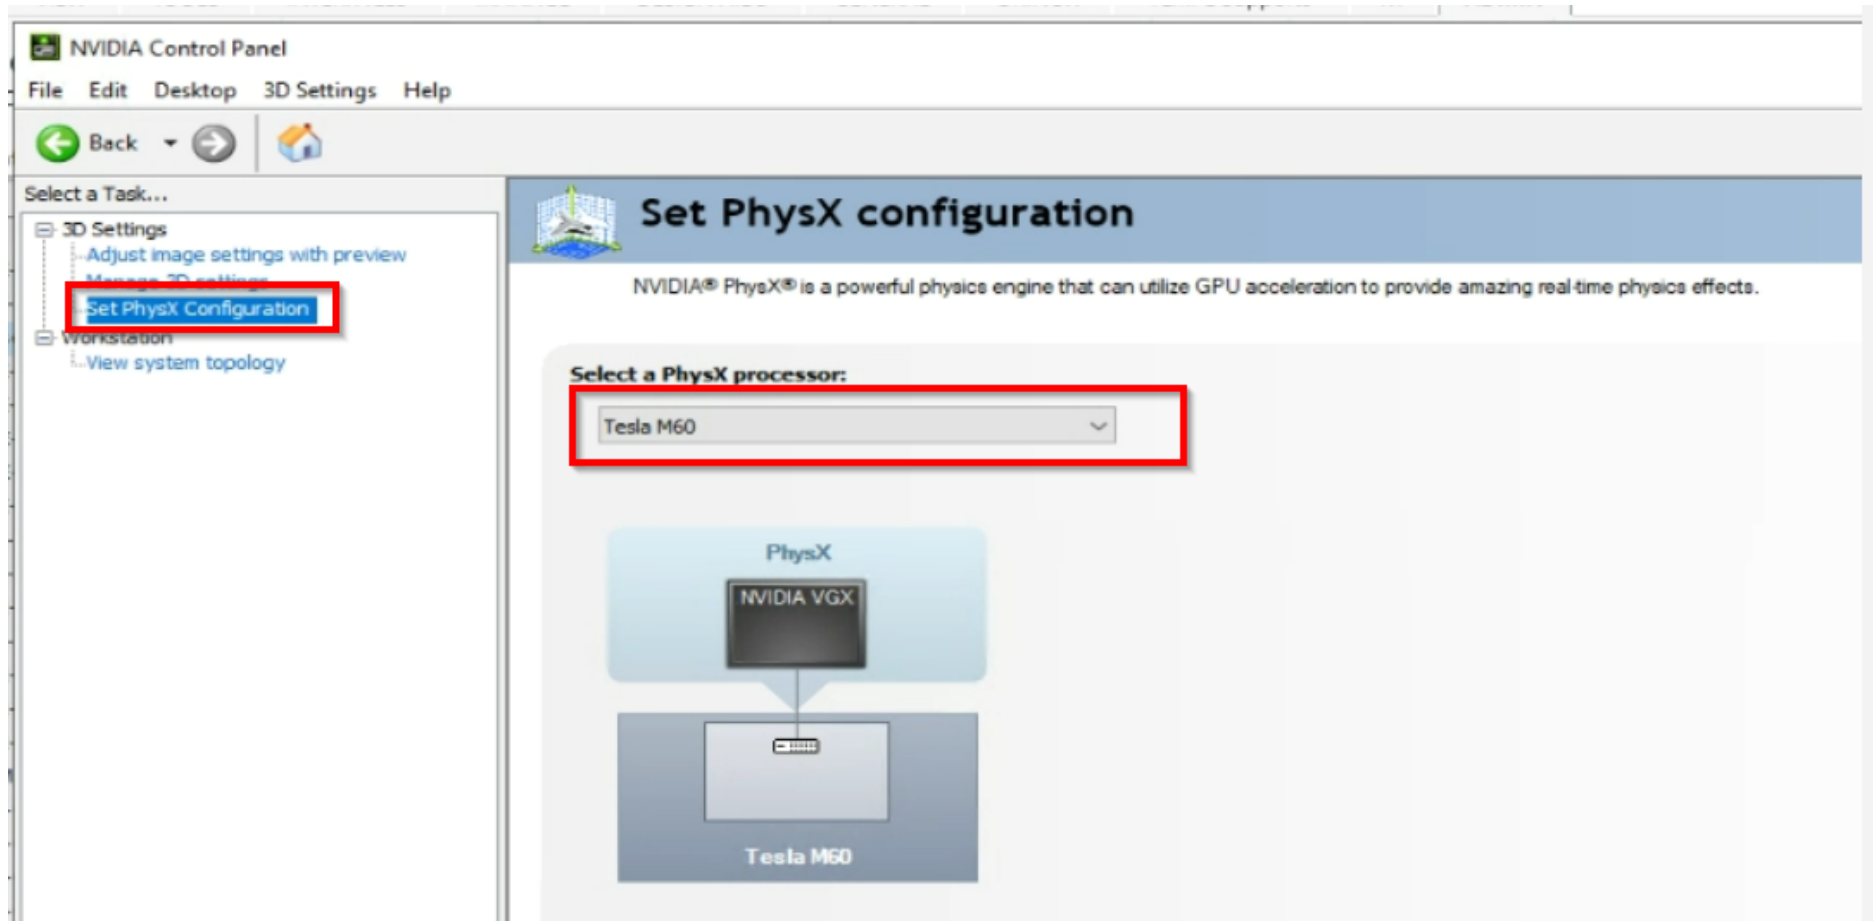 NVIDIA Control Panel
File Edit Desktop 3D Settings Help
Back
Select a Task...
3D Settings
Adjust image settings with preview
Manage 3D settings
Set PhysX Configuration
Workstation
View system topology
Set PhysX configuration
NVIDIA® PhysX® is a powerful physics engine that can utilize GPU acceleration to provide amazing real-time physics effects.
Select a PhysX processor:
Tesla M60
PhysX
NVIDIA VGX
Tesla M60